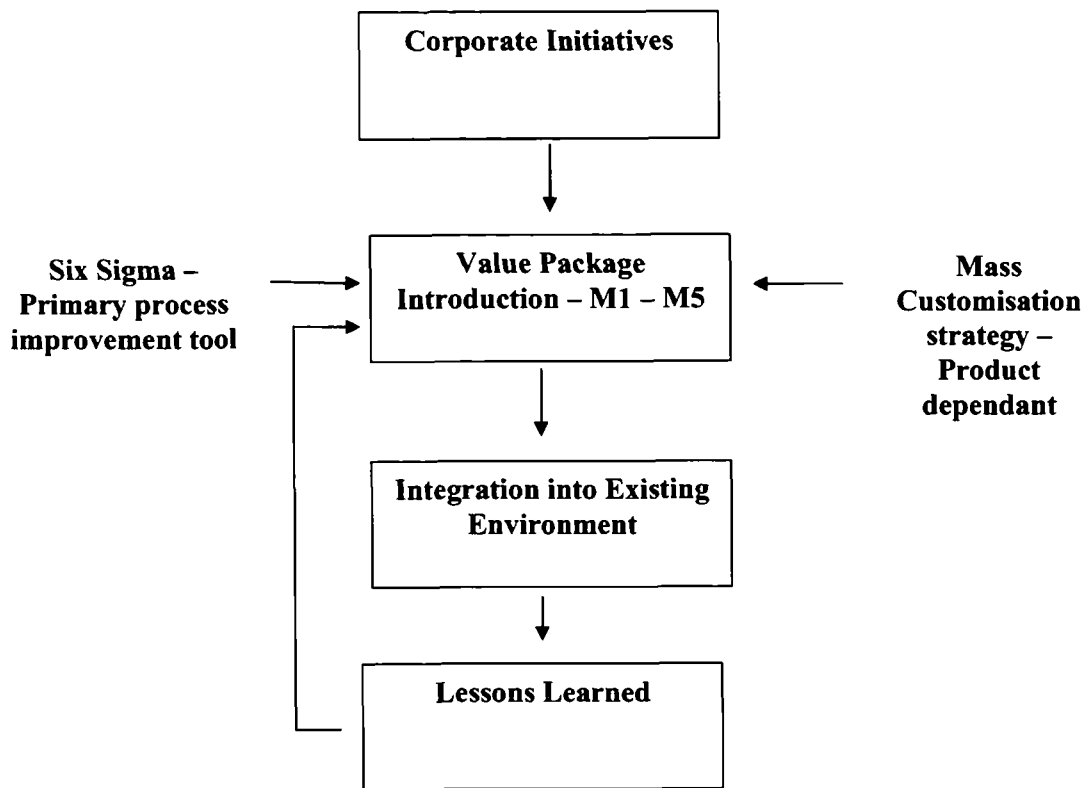 Corporate Initiatives
Six Sigma –
Primary process
improvement tool
Value Package
Introduction – M1 – M5
Mass
Customisation
strategy –
Product
dependant
Integration into Existing
Environment
Lessons Learned